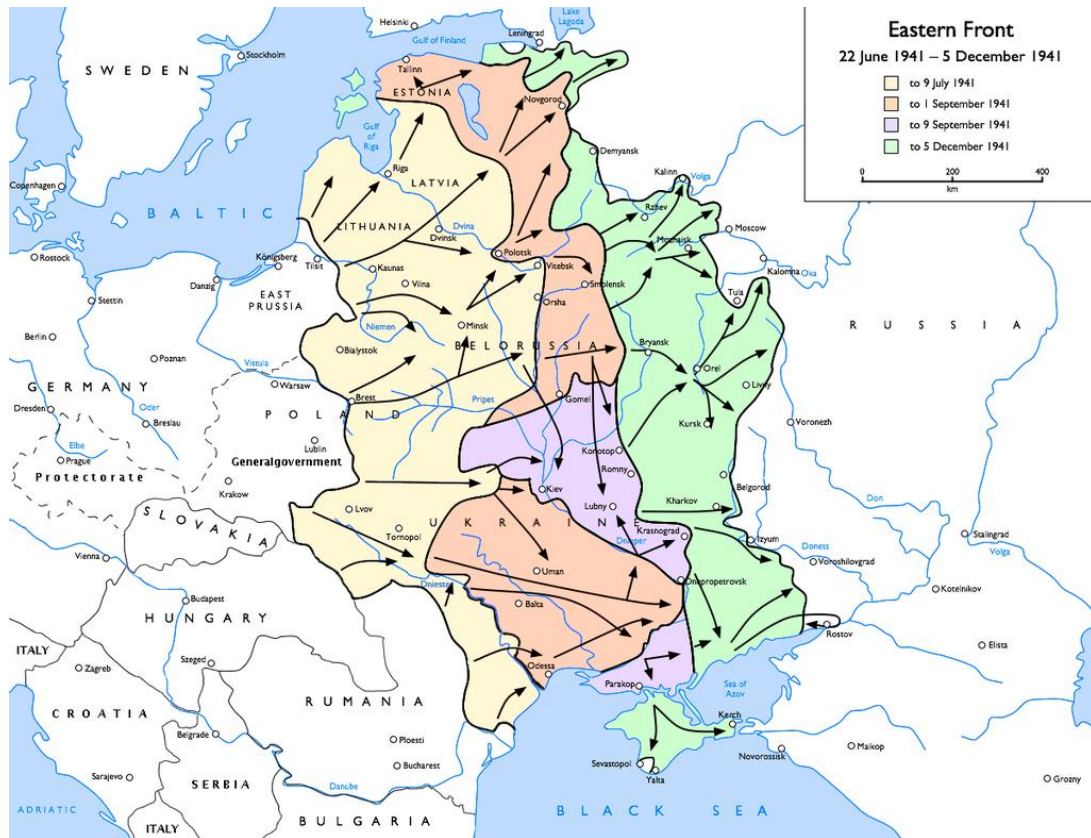 Eastern Front
22 June 1941 – 5 December 1941
to 9 July 1941
to 1 September 1941
to 9 September 1941
to 5 December 1941
0 200 400
km
Helsinki
Lake
Lagoda
Leningrad
Gulf of Finland
Stockholm
SWEDEN
Tallinn
ESTONIA
Novgorod
Gulf
of
Riga
Demyansk
Riga
Kalinn
Volga
Copenhagen
LATVIA
Rzhev
BALTIC
LITHUANIA
Dvina
Dvinsk
Moscow
Mozhaisk
Rostock
Königsberg
Tilsit
Polotsk
Vitebsk
Kalomna
Oka
Danzig
Kaunas
Vilna
Smolensk
Tula
Stettin
EAST
PRUSSIA
Orsha
RUSSIA
Berlin
Niemen
Minsk
BELORUSSIA
Bialystok
Bryansk
Poznan
Vistula
Orel
GERMANY
Warsaw
Livny
Dresden
Oder
Brest
Pripet
Gomel
POLAND
Breslau
Kursk
Voronezh
Elbe
Lublin
Konotop
Prague
Generalgovernment
Romny
Protectorate
Krakow
Kiev
Belgorod
Don
Lvov
Lubny
Kharkov
SLOVAKIA
UKRAINE
Tornopol
Krasnograd
Dnieper
Izyum
Stalingrad
Vienna
Donets
Volga
Uman
Voroshilovgrad
Dniester
Dnepropetrovsk
Kotelnikov
Budapest
Balta
HUNGARY
Rostov
ITALY
Elista
Szeged
Zagreb
Odessa
Parakop
Sea of
Azov
RUMANIA
CROATIA
Kerch
Belgrade
Ploesti
Novorossisk
Maikop
Bucharest
Sevastopol
Yalta
Sarajevo
SERBIA
Danube
Grozny
ADRIATIC
BLACK SEA
ITALY
BULGARIA